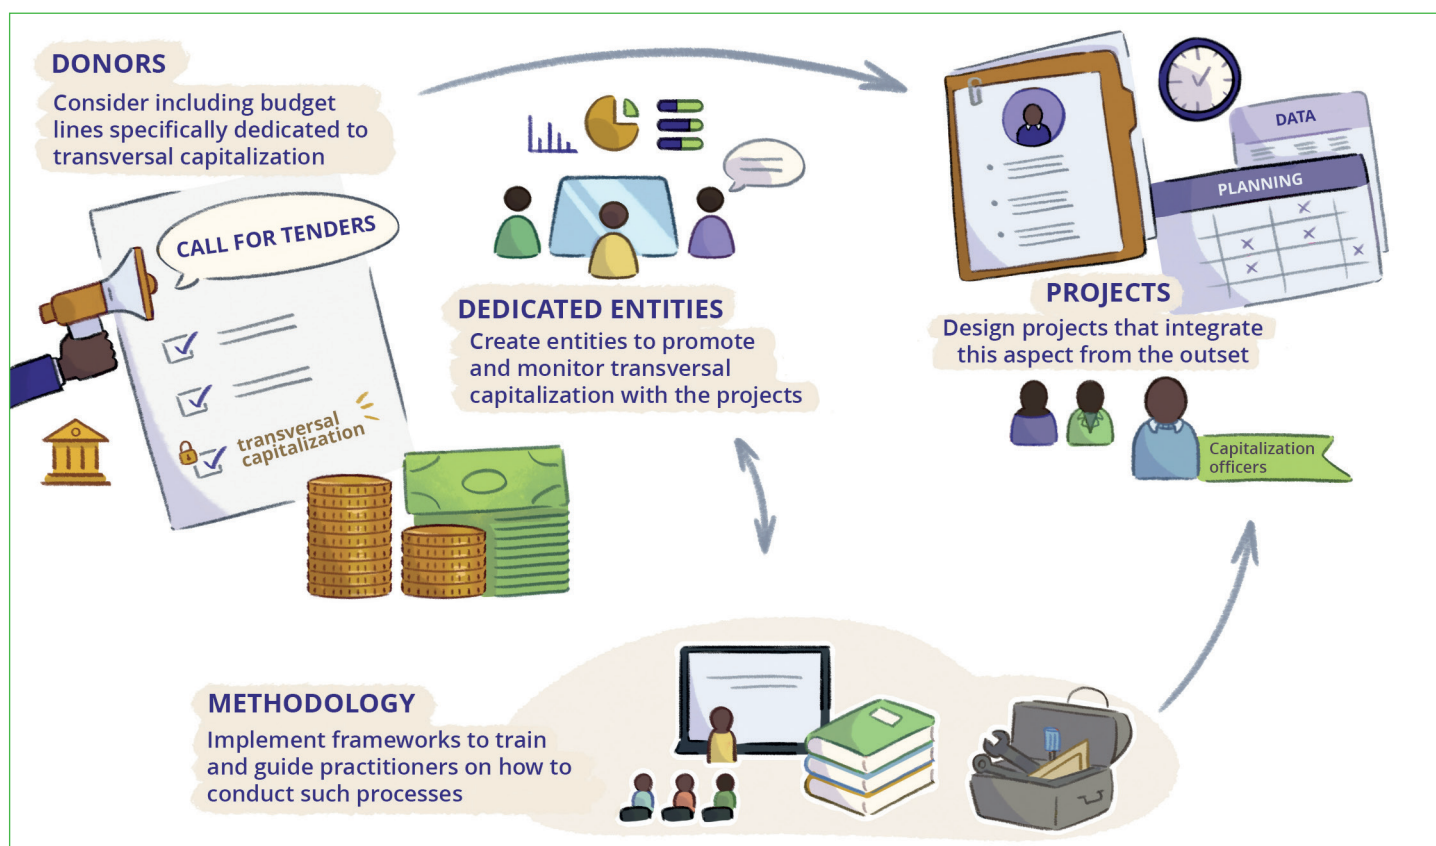 DONORS
Consider including budget
lines specifically dedicated to
transversal capitalization
CALL FOR TENDERS
transversal
capitalization
DEDICATED ENTITIES
Create entities to promote
and monitor transversal
capitalization with the projects
DATA
PLANNING
PROJECTS
Design projects that integrate
this aspect from the outset
Capitalization
officers
METHODOLOGY
Implement frameworks to train
and guide practitioners on how to
conduct such processes